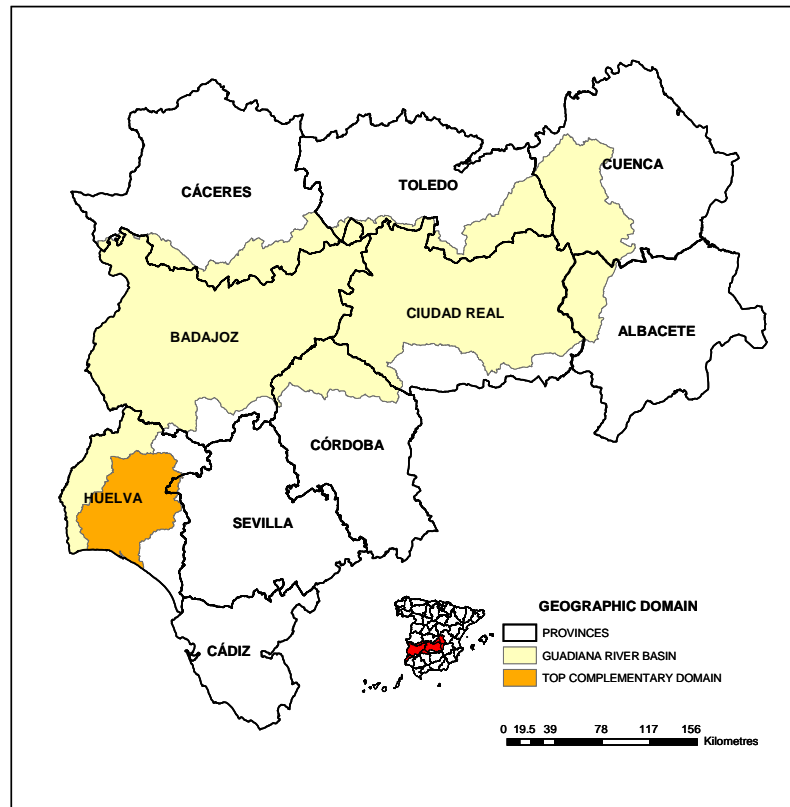 CUENCA
TOLEDO
CÁCERES
CIUDAD REAL
BADAJOZ
ALBACETE
CÓRDOBA
HUELVA
SEVILLA
CÁDIZ
GEOGRAPHIC DOMAIN
PROVINCES
GUADIANA RIVER BASIN
TOP COMPLEMENTARY DOMAIN
0 19.5 39 78 117 156
Kilometres